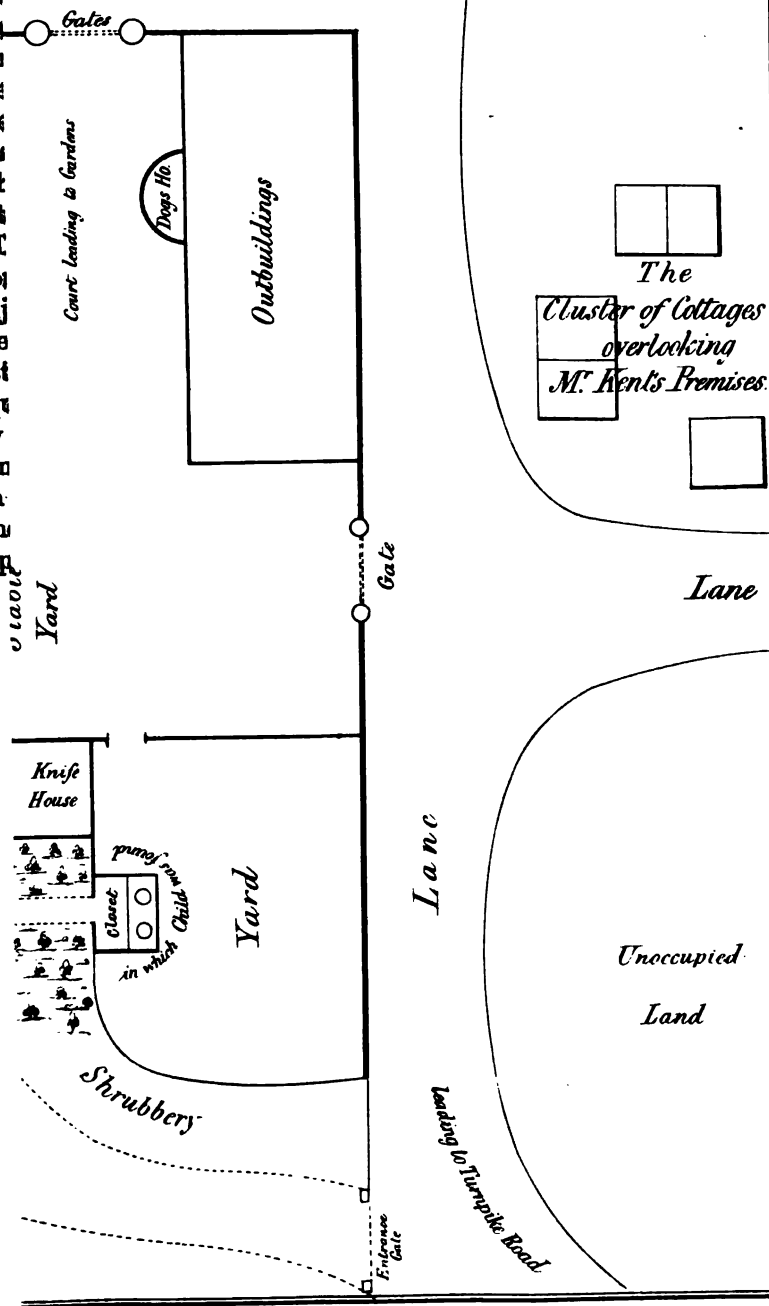 Gates
Court leading to Gardens
Dogs Ho.
Outbuildings
The
Cluster of Cottages
overlooking
Mr. Kent's Premises.
Gate
Lane
Stable
Yard
Knife
House
Closet
in which Child was found
Yard
Lane
Unoccupied
Land
Shrubbery
leading to Turnpike Road
Entrance
Gate